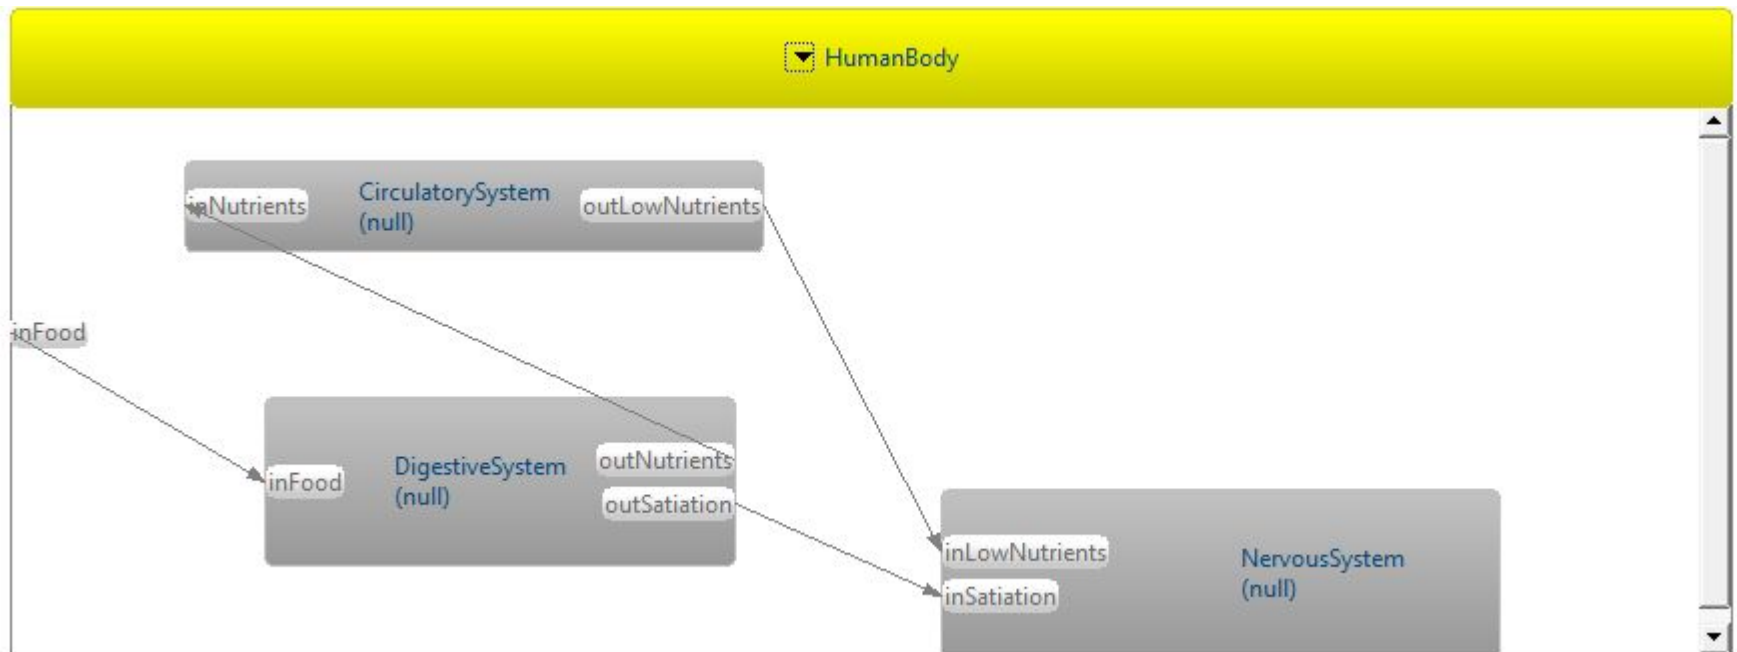 HumanBody
inNutrients
CirculatorySystem
(null)
outLowNutrients
inFood
inFood
DigestiveSystem
(null)
outNutrients
outSatiation
inLowNutrients
inSatiation
NervousSystem
(null)